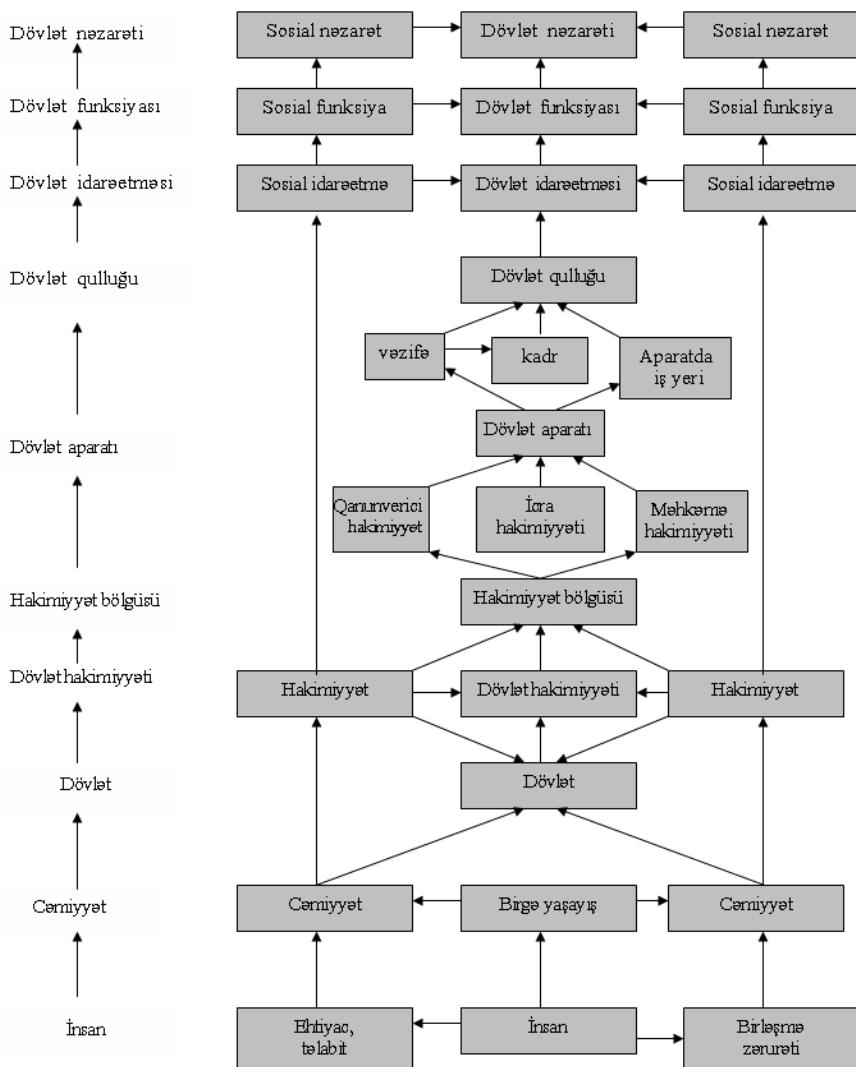 Dövlət nəzarəti
Sosial nəzarət
Dövlət nəzarəti
Sosial nəzarət
Dövlət funksiyası
Sosial funksiya
Dövlət funksiyası
Sosial funksiya
Dövlət idarəetməsi
Sosial idarəetmə
Dövlət idarəetməsi
Sosial idarəetmə
Dövlət qulluğu
Dövlət qulluğu
vəzifə
kadr
Aparatda
iş yeri
Dövlət aparatı
Dövlət aparatı
Qanunverici
hakimiyyət
İcra
hakimiyyəti
Məhkəmə
hakimiyyəti
Hakimiyyət bölgüsü
Hakimiyyət bölgüsü
Dövlət hakimiyyəti
Hakimiyyət
Dövlət hakimiyyəti
Hakimiyyət
Dövlət
Dövlət
Cəmiyyət
Cəmiyyət
Birgə yaşayış
Cəmiyyət
İnsan
Ehtiyac,
təlabit
İnsan
Birləşmə
zərurəti